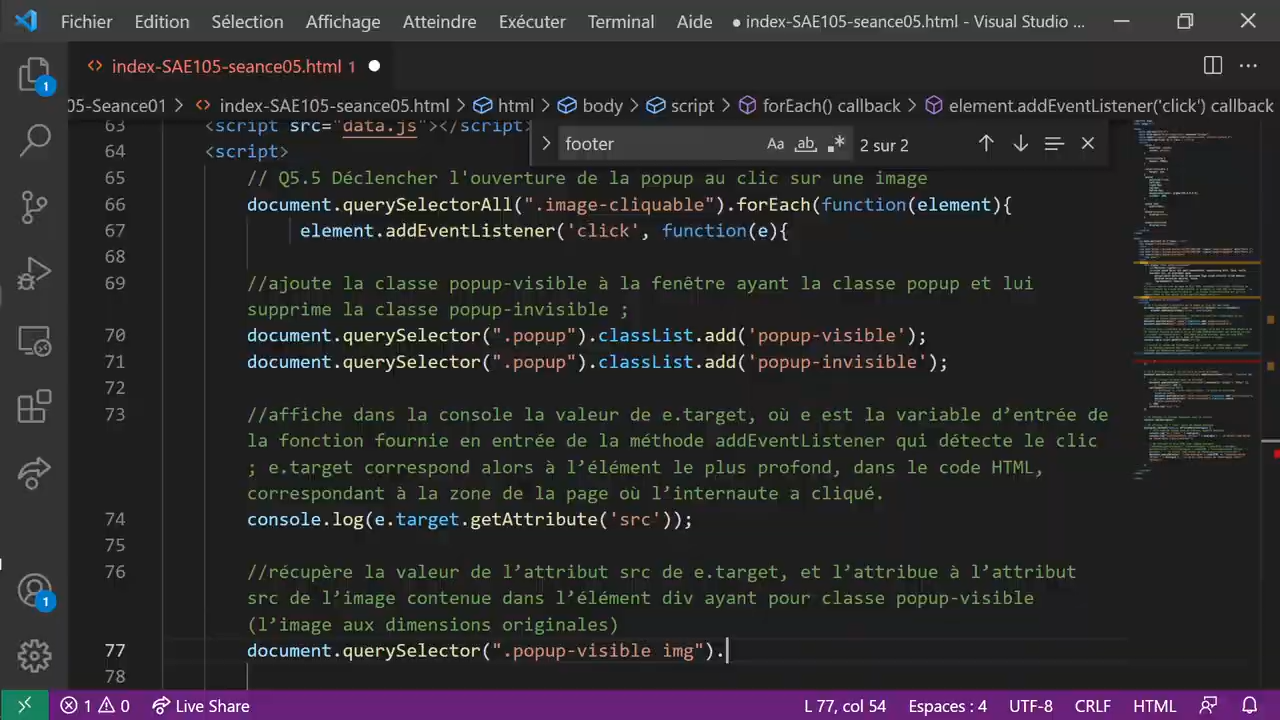 Fichier Edition Sélection Affichage Atteindre Exécuter Terminal Aide ● index-SAE105-seance05.html - Visual Studio ...
index-SAE105-seance05.html 1
05-Seance01 > index-SAE105-seance05.html > html > body > script > forEach() callback > element.addEventListener('click') callback
footer Aa ab 2 sur 2
63 <script src="data.js"> script>
64 <script>
65 // Q5.5 Déclencher l'ouverture de la popup au clic sur une image
66 document.querySelectorAll(".image-cliquable").forEach(function(element){
67 element.addEventListener('click', function(e){
68
69 //ajoute la classe popup-visible à la fenêtre dont la classe popup et lui
supprime la classe popup-invisible ;
70 document.querySelector(".popup").classList.add('popup-visible');
71 document.querySelector(".popup").classList.add('popup-invisible');
72
73 //affiche dans la console la valeur de e.target , où e est la variable d’entrée de
la fonction fournie en entrée de la méthode addEventListener qui détecte le clic
; e.target correspond alors à l’élément le plus profond, dans le code HTML,
correspondant à la zone de la page où l’internaute a cliqué.
74 console.log(e.target.getAttribute('src'));
75
76 //récupère la valeur de l’attribut src de e.target, et l’attribue à l’attribut
src de l’image contenue dans l’élément div ayant pour classe popup-visible
(l’image aux dimensions originales)
77 document.querySelector(".popup-visible img").
78
1
1
1 0 Live Share L 77, col 54 Espaces : 4 UTF-8 CRLF HTML